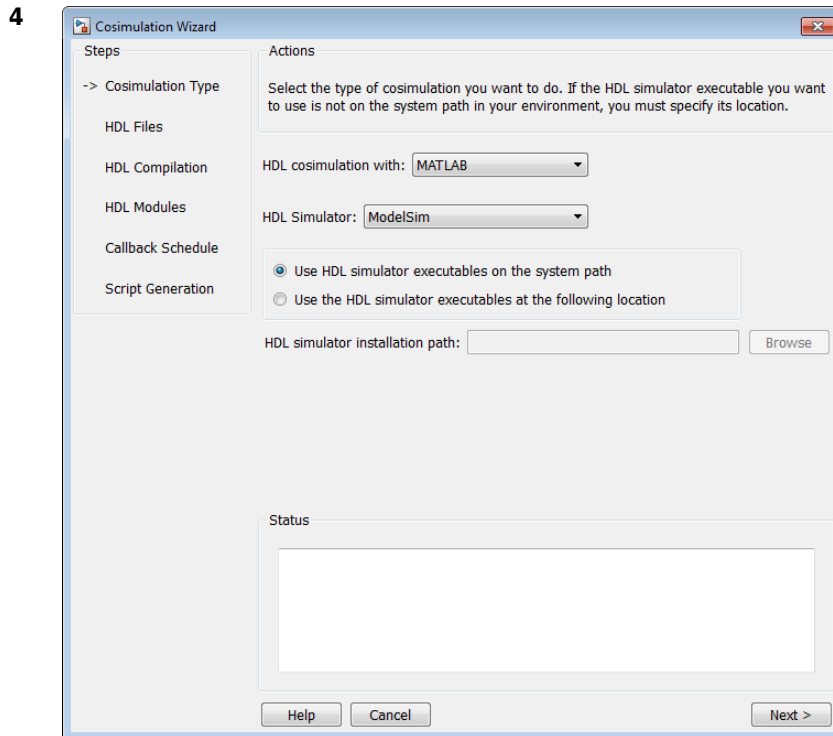 4
Cosimulation Wizard
Steps
-> Cosimulation Type
HDL Files
HDL Compilation
HDL Modules
Callback Schedule
Script Generation
Actions
Select the type of cosimulation you want to do. If the HDL simulator executable you want
to use is not on the system path in your environment, you must specify its location.
HDL cosimulation with: MATLAB
HDL Simulator: ModelSim
Use HDL simulator executables on the system path
Use the HDL simulator executables at the following location
HDL simulator installation path: Browse
Status
Help Cancel Next >